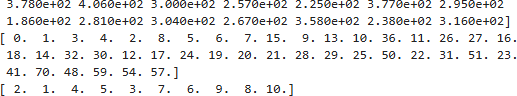 3.780e+02 4.060e+02 3.000e+02 2.570e+02 2.250e+02 3.770e+02 2.950e+02
1.860e+02 2.810e+02 3.040e+02 2.670e+02 3.580e+02 2.380e+02 3.160e+02]
[ 0. 1. 3. 4. 2. 8. 5. 6. 7. 15. 9. 13. 10. 36. 11. 26. 27. 16.
18. 14. 32. 30. 12. 17. 24. 19. 20. 21. 28. 29. 25. 50. 22. 31. 51. 23.
41. 70. 48. 59. 54. 57.]
[ 2. 1. 4. 5. 3. 7. 6. 9. 8. 10.]